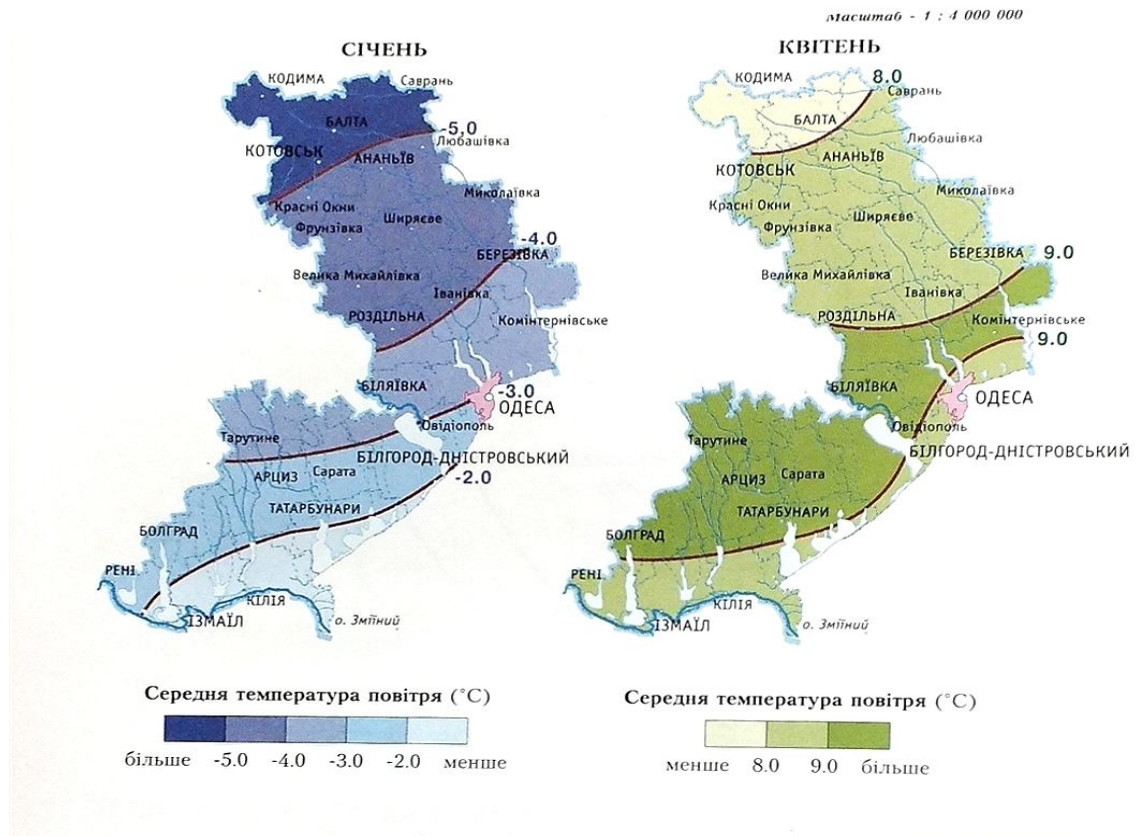 Масштаб - 1 : 4 000 000
СІЧЕНЬ
КОДИМА
Саврань
БАЛТА
-5,0
Любашівка
КОТОВСЬК
АНАНЬЇВ
Миколаївка
Красні Окни
Ширяєве
Фрунзівка
-4.0
БЕРЕЗІВКА
Велика Михайлівка
Іванівка
РОЗДІЛЬНА
Комінтернівське
БІЛЯЇВКА
-3.0
ОДЕСА
Овідіополь
Тарутине
БІЛГОРОД-ДНІСТРОВСЬКИЙ
АРЦИЗ
Сарата
-2.0
ТАТАРБУНАРИ
БОЛГРАД
РЕНІ
КІЛІЯ
ІЗМАЇЛ
о. Зміїний
Середня температура повітря (°С)
більше -5.0 -4.0 -3.0 -2.0 менше
КВІТЕНЬ
КОДИМА
8.0
Саврань
БАЛТА
Любашівка
АНАНЬЇВ
КОТОВСЬК
Миколаївка
Красні Окни
Ширяєве
Фрунзівка
БЕРЕЗІВКА
9.0
Велика Михайлівка
Іванівка
РОЗДІЛЬНА
Комінтернівське
9.0
БІЛЯЇВКА
ОДЕСА
Овідіополь
Тарутине
БІЛГОРОД-ДНІСТРОВСЬКИЙ
АРЦИЗ
Сарата
ТАТАРБУНАРИ
БОЛГРАД
РЕНІ
КІЛІЯ
ІЗМАЇЛ
о. Зміїний
Середня температура повітря (°С)
менше 8.0 9.0 більше